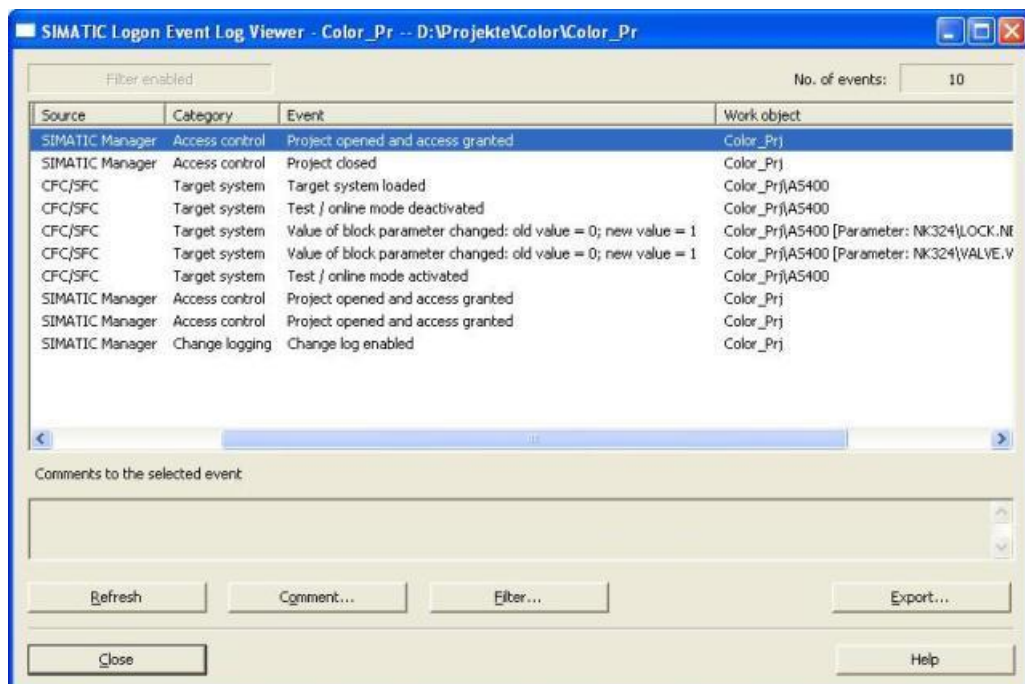 SIMATIC Logon Event Log Viewer - Color_Pr -- D:\Projekte\Color\Color_Pr
Filter enabled No. of events: 10
Source Category Event Work object
SIMATIC Manager Access control Project opened and access granted Color_Prj
SIMATIC Manager Access control Project closed Color_Prj
CFC/SFC Target system Target system loaded Color_Prj\A5400
CFC/SFC Target system Test / online mode deactivated Color_Prj\A5400
CFC/SFC Target system Value of block parameter changed: old value = 0; new value = 1 Color_Prj\A5400 [Parameter: NK324\LOCK.NE
CFC/SFC Target system Value of block parameter changed: old value = 0; new value = 1 Color_Prj\A5400 [Parameter: NK324\VALVE.V
CFC/SFC Target system Test / online mode activated Color_Prj\A5400
SIMATIC Manager Access control Project opened and access granted Color_Prj
SIMATIC Manager Access control Project opened and access granted Color_Prj
SIMATIC Manager Change logging Change log enabled Color_Prj
Comments to the selected event
Refresh Comment... Filter... Export...
Close Help